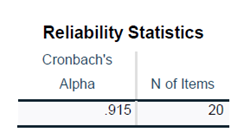 Reliability Statistics
Cronbach's
Alpha N of Items
.915 20